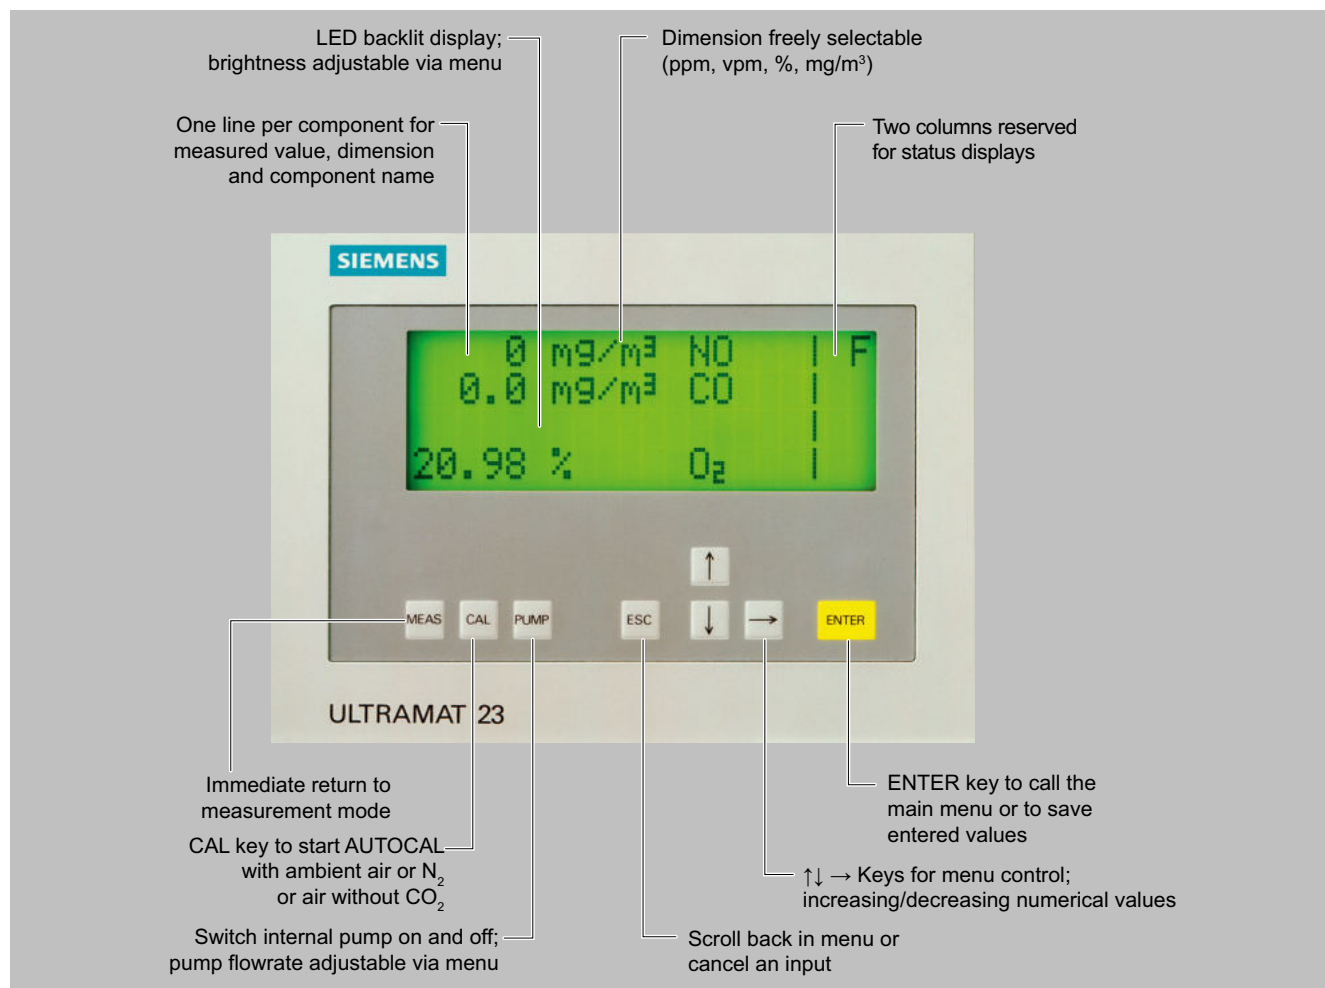 LED backlit display;
brightness adjustable via menu
Dimension freely selectable
(ppm, vpm, %, mg/m³)
One line per component for
measured value, dimension
and component name
Two columns reserved
for status displays
SIEMENS
0 mg/m³ NO | F
0.0 mg/m³ CO |
|
20.98 % O₂ |
↑
MEAS CAL PUMP ESC ↓ → ENTER
ULTRAMAT 23
Immediate return to
measurement mode
CAL key to start AUTOCAL
with ambient air or N₂
or air without CO₂
Switch internal pump on and off;
pump flowrate adjustable via menu
ENTER key to call the
main menu or to save
entered values
↑↓ → Keys for menu control;
increasing/decreasing numerical values
Scroll back in menu or
cancel an input